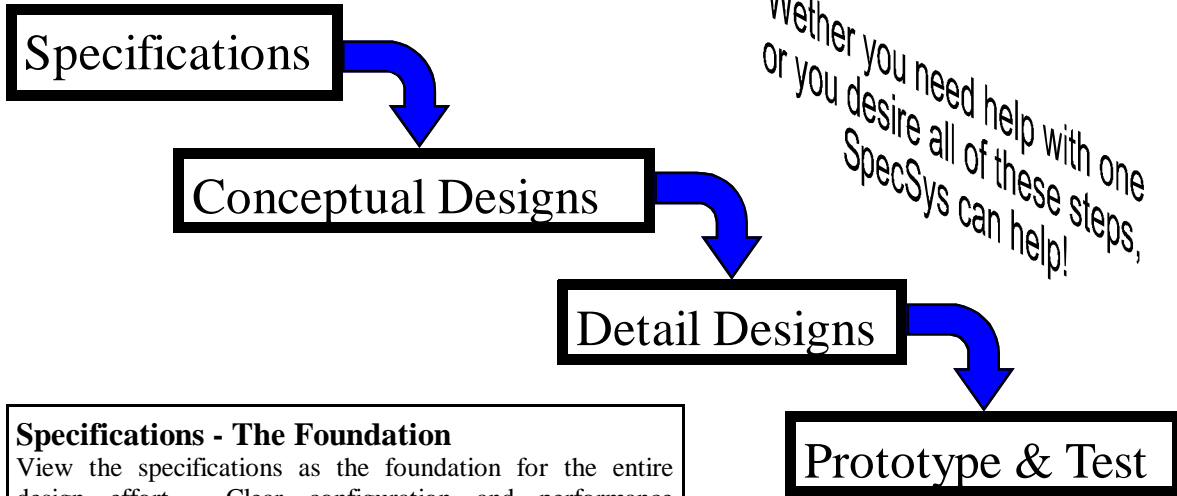 Specifications
Wether you need help with one
or you desire all of these steps,
SpecSys can help!
Conceptual Designs
Detail Designs
Prototype & Test
Specifications - The Foundation
View the specifications as the foundation for the entire
design effort. Clear configuration and performance